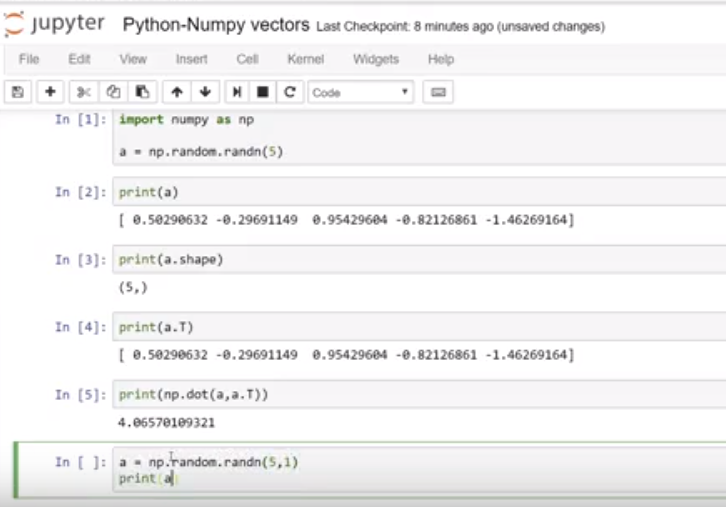 jupyter Python-Numpy vectors Last Checkpoint: 8 minutes ago (unsaved changes)
File Edit View Insert Cell Kernel Widgets Help
Code
In [1]: import numpy as np
a = np.random.randn(5)
In [2]: print(a)
[ 0.50290632 -0.29691149  0.95429604 -0.82126861 -1.46269164]
In [3]: print(a.shape)
(5,)
In [4]: print(a.T)
[ 0.50290632 -0.29691149  0.95429604 -0.82126861 -1.46269164]
In [5]: print(np.dot(a,a.T))
4.06570109321
In [ ]: a = np.random.randn(5,1)
print(a)